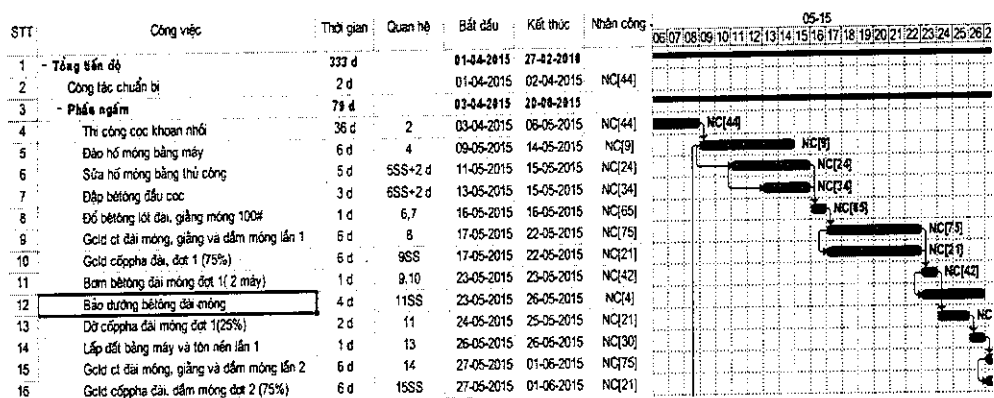 STT Công việc Thời gian Quan hệ Bắt đầu Kết thúc Nhân công 05-15
06 07 08 09 10 11 12 13 14 15 16 17 18 19 20 21 22 23 24 25 26 2
1 - Tổng tiến độ 333 d 01-04-2015 27-02-2016
2 Công tác chuẩn bị 2 d 01-04-2015 02-04-2015 NC[44]
3 - Phần ngầm 79 d 03-04-2015 20-06-2015
4 Thi công cọc khoan nhồi 36 d 2 03-04-2015 08-05-2015 NC[44] NC[44]
5 Đào hố móng bằng máy 6 d 4 09-05-2015 14-05-2015 NC[9] NC[9]
6 Sửa hố móng bằng thủ công 5 d 5SS+2 d 11-05-2015 15-05-2015 NC[24] NC[24]
7 Đập bêtông đầu cọc 3 d 6SS+2 d 13-05-2015 15-05-2015 NC[34] NC[34]
8 Đổ bêtông lót đài, giằng móng 100# 1 d 6,7 16-05-2015 16-05-2015 NC[65] NC[65]
9 Gcld ct đài móng, giằng và dầm móng lần 1 6 d 8 17-05-2015 22-05-2015 NC[75] NC[75]
10 Gcld cốppha đài, đợt 1 (75%) 6 d 9SS 17-05-2015 22-05-2015 NC[21] NC[21]
11 Bơm bêtông đài móng đợt 1( 2 máy) 1 d 9,10 23-05-2015 23-05-2015 NC[42] NC[42]
12 Bảo dưỡng bêtông đài móng 4 d 11SS 23-05-2015 26-05-2015 NC[4]
13 Dỡ cốppha đài móng đợt 1(25%) 2 d 11 24-05-2015 25-05-2015 NC[21] NC
14 Lấp đất bằng máy và tôn nền lần 1 1 d 13 26-05-2015 26-05-2015 NC[30]
15 Gcld ct đài móng, giằng và dầm móng lần 2 6 d 14 27-05-2015 01-06-2015 NC[75]
16 Gcld cốppha đài, dầm móng đợt 2 (75%) 6 d 15SS 27-05-2015 01-06-2015 NC[21]